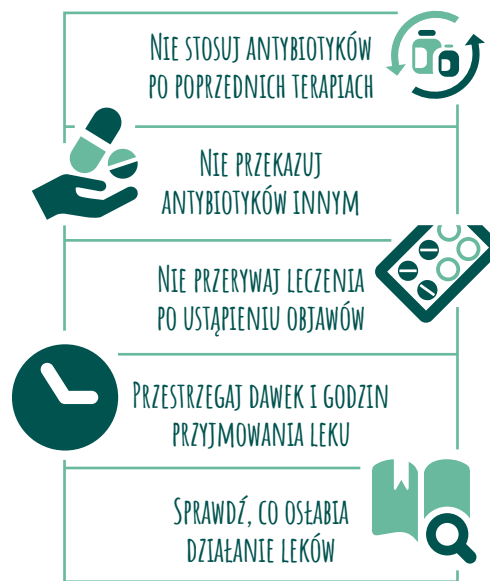 Nie stosuj antybiotyków
po poprzednich terapiach
Nie przekazuj
antybiotyków innym
Nie przerywaj leczenia
po ustąpieniu objawów
Przestrzegaj dawek i godzin
przyjmowania leku
Sprawdź, co osłabia
działanie leków